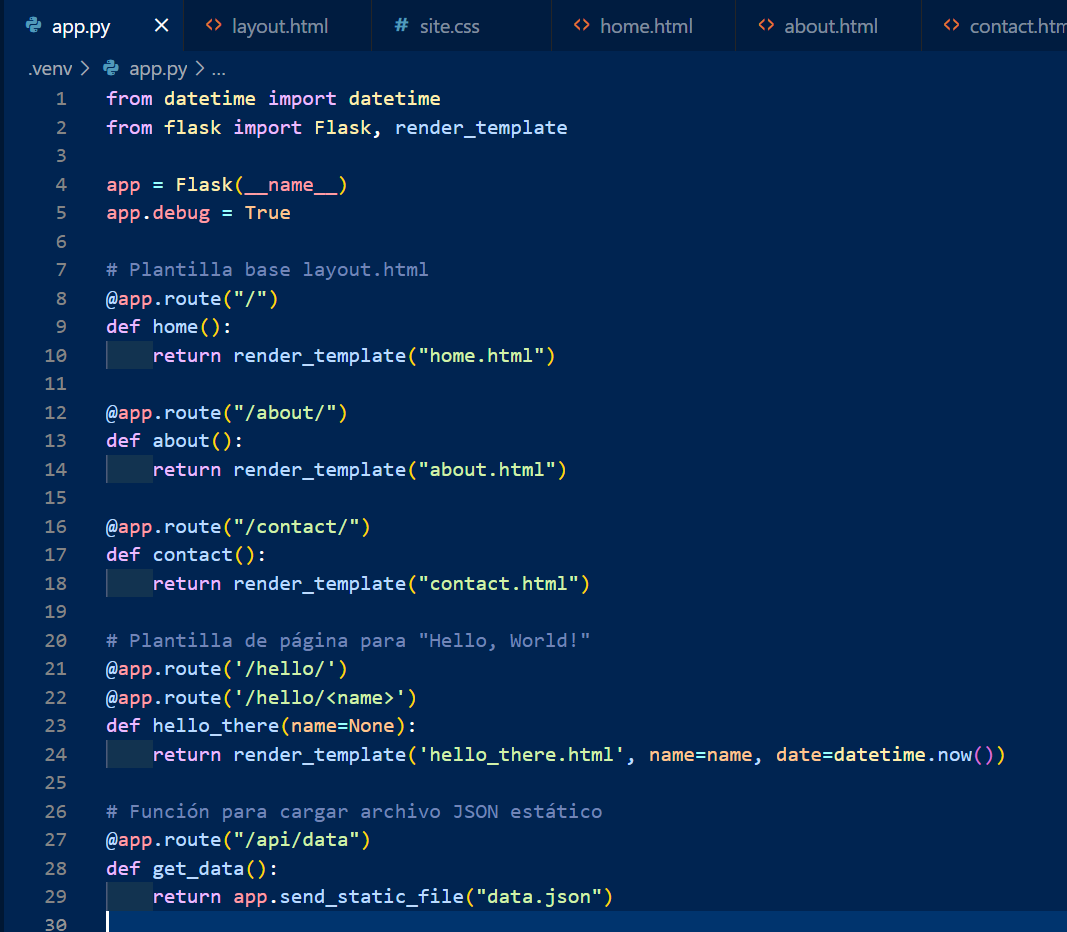 app.py × <> layout.html # site.css <> home.html <> about.html <> contact.htm
.venv > app.py > ...
1 from datetime import datetime
2 from flask import Flask, render_template
3
4 app = Flask(__name__)
5 app.debug = True
6
7 # Plantilla base layout.html
8 @app.route("/")
9 def home():
10     return render_template("home.html")
11
12 @app.route("/about/")
13 def about():
14     return render_template("about.html")
15
16 @app.route("/contact/")
17 def contact():
18     return render_template("contact.html")
19
20 # Plantilla de página para "Hello, World!"
21 @app.route('/hello/')
22 @app.route('/hello/<name>')
23 def hello_there(name=None):
24     return render_template('hello_there.html', name=name, date=datetime.now())
25
26 # Función para cargar archivo JSON estático
27 @app.route("/api/data")
28 def get_data():
29     return app.send_static_file("data.json")
30